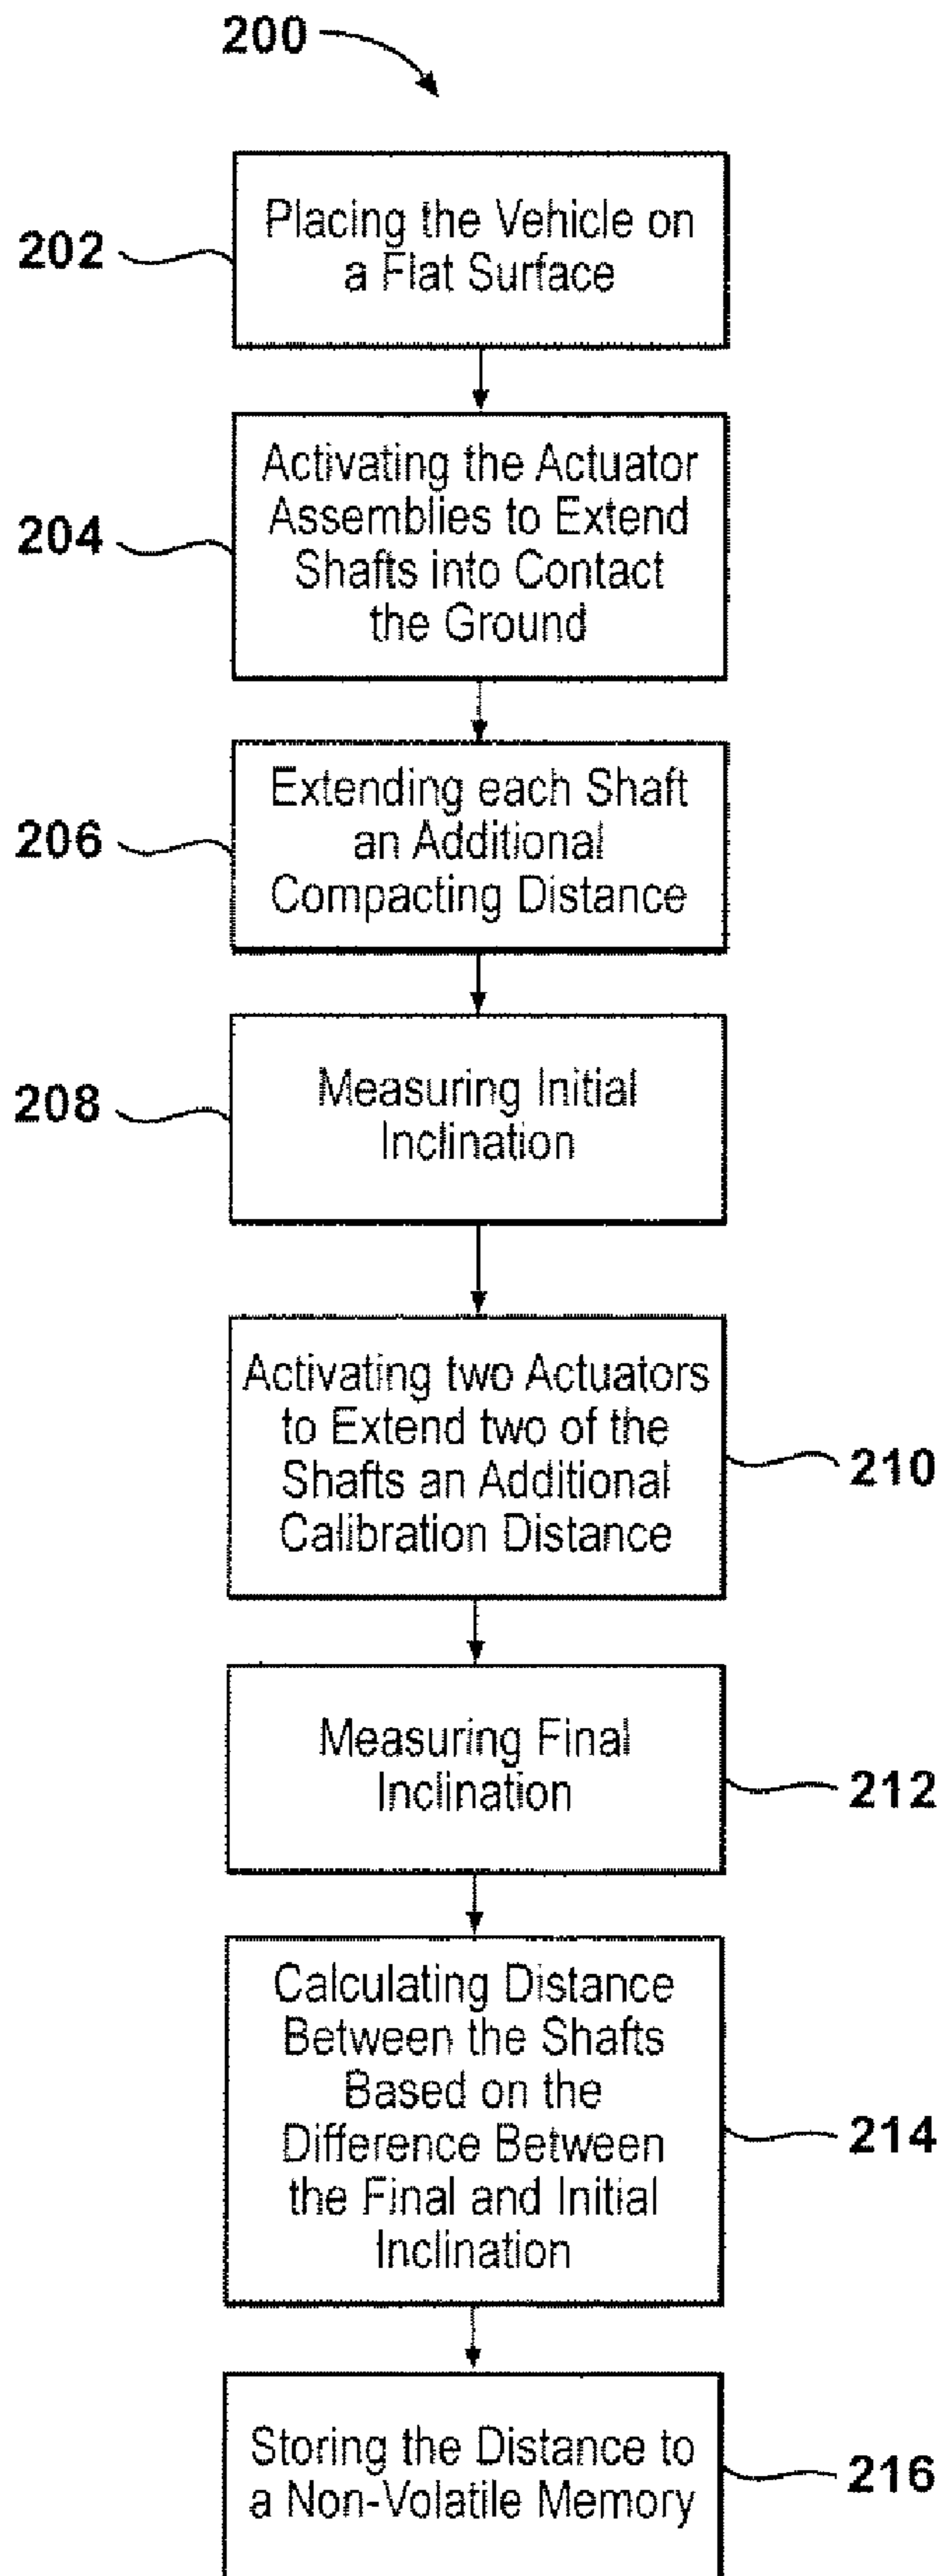 200
202
Placing the Vehicle on
a Flat Surface
204
Activating the Actuator
Assemblies to Extend
Shafts into Contact
the Ground
206
Extending each Shaft
an Additional
Compacting Distance
208
Measuring Initial
Inclination
Activating two Actuators
to Extend two of the
Shafts an Additional
Calibration Distance
210
Measuring Final
Inclination
212
Calculating Distance
Between the Shafts
Based on the
Difference Between
the Final and Initial
Inclination
214
Storing the Distance to
a Non-Volatile Memory
216